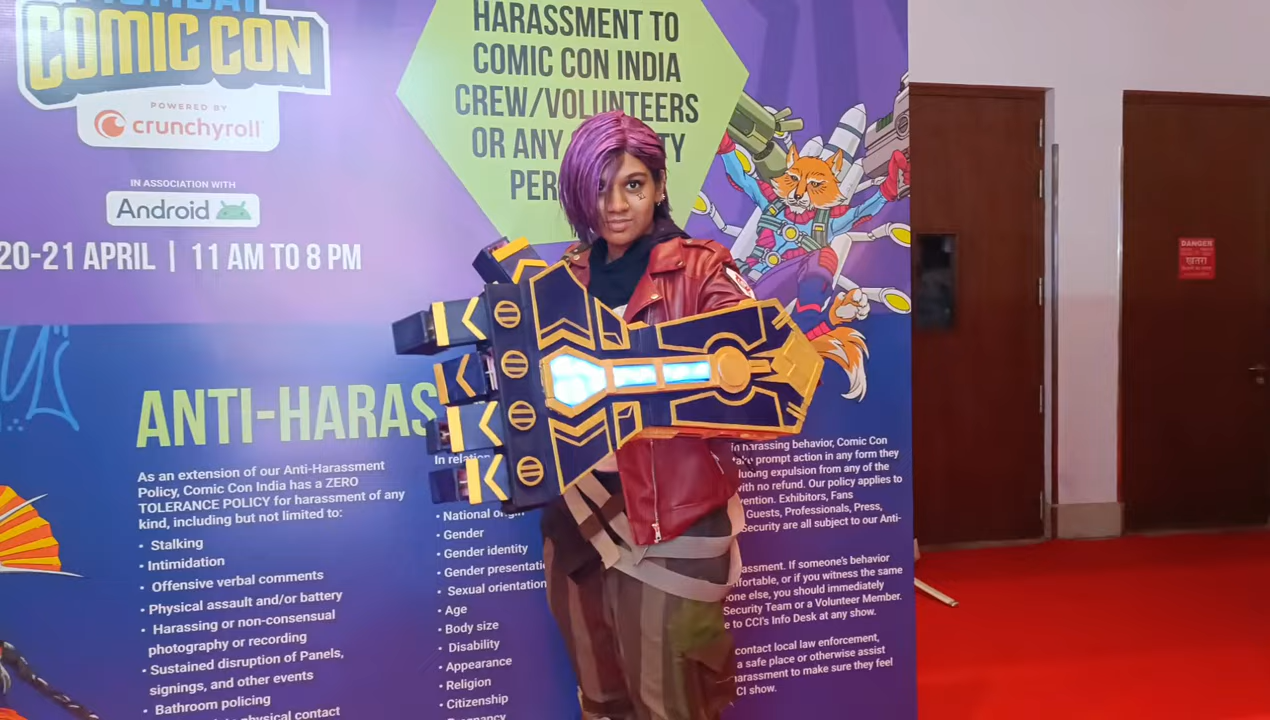 MUMBAI
COMIC CON
POWERED BY
crunchyroll
IN ASSOCIATION WITH
Android
20-21 APRIL | 11 AM TO 8 PM
HARASSMENT TO
COMIC CON INDIA
CREW/VOLUNTEERS
OR ANY
PER
DANGER
खतरा
ANTI-HARAS
As an extension of our Anti-Harassment
Policy, Comic Con India has a ZERO
TOLERANCE POLICY for harassment of any
kind, including but not limited to:
• Stalking
• Intimidation
• Offensive verbal comments
• Physical assault and/or battery
• Harassing or non-consensual
photography or recording
• Sustained disruption of Panels,
signings, and other events
• Bathroom policing
physical contact
In relation
• National origin
• Gender
• Gender identity
• Gender presentation
• Sexual orientation
• Age
• Body size
• Disability
• Appearance
• Religion
• Citizenship
• Pregnancy
in harassing behavior, Comic Con
take prompt action in any form they
including expulsion from any of the
with no refund. Our policy applies to
vention. Exhibitors, Fans
Guests, Professionals, Press,
Security are all subject to our Anti-
assment. If someone's behavior
mfortable, or if you witness the same
one else, you should immediately
Security Team or a Volunteer Member.
e to CCI's Info Desk at any show.
contact local law enforcement,
a safe place or otherwise assist
harassment to make sure they feel
CI show.